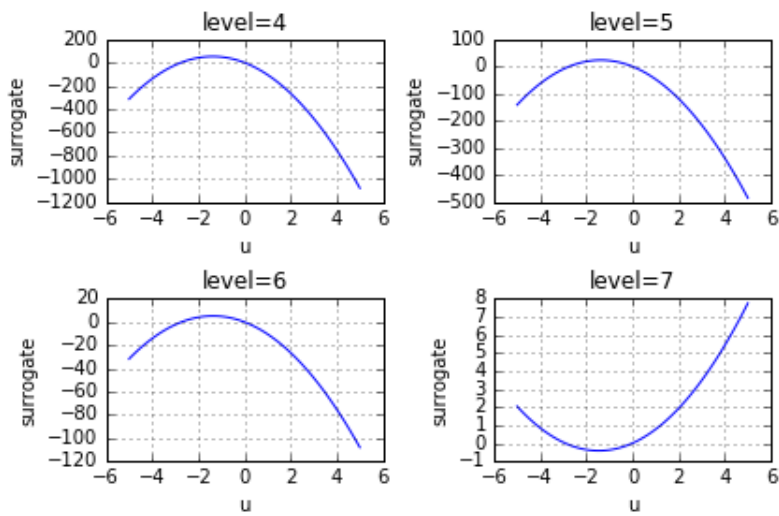 level=4
surrogate
200
0
−200
−400
−600
−800
−1000
−1200
−6 −4 −2 0 2 4 6
u
level=5
surrogate
100
0
−100
−200
−300
−400
−500
−6 −4 −2 0 2 4 6
u
level=6
surrogate
20
0
−20
−40
−60
−80
−100
−120
−6 −4 −2 0 2 4 6
u
level=7
surrogate
8
7
6
5
4
3
2
1
0
−1
−6 −4 −2 0 2 4 6
u